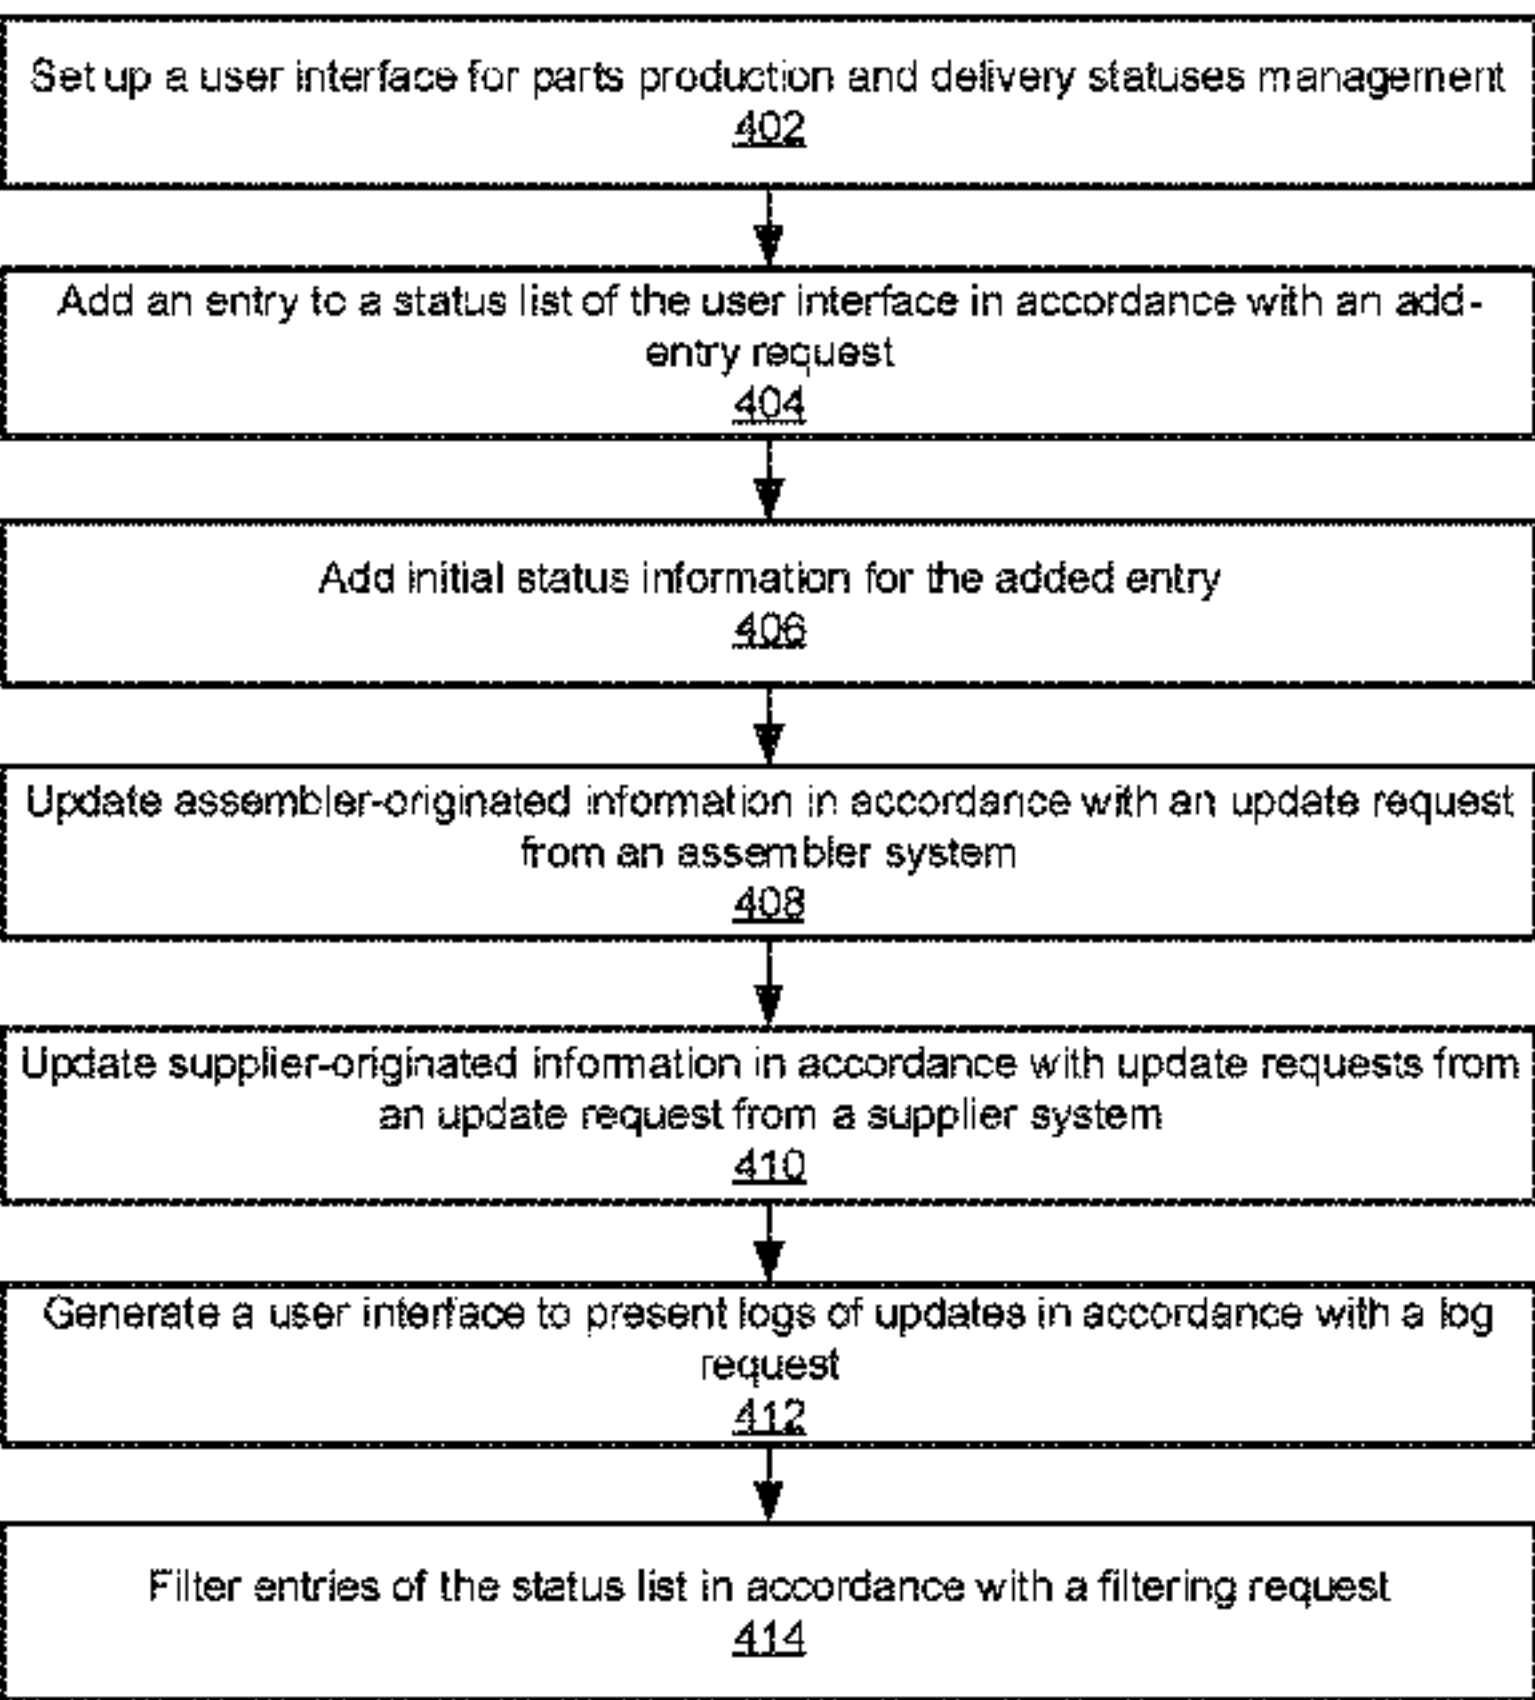 Set up a user interface for parts production and delivery statuses management
402
Add an entry to a status list of the user interface in accordance with an add-
entry request
404
Add initial status information for the added entry
406
Update assembler-originated information in accordance with an update request
from an assembler system
408
Update supplier-originated information in accordance with update requests from
an update request from a supplier system
410
Generate a user interface to present logs of updates in accordance with a log
request
412
Filter entries of the status list in accordance with a filtering request
414